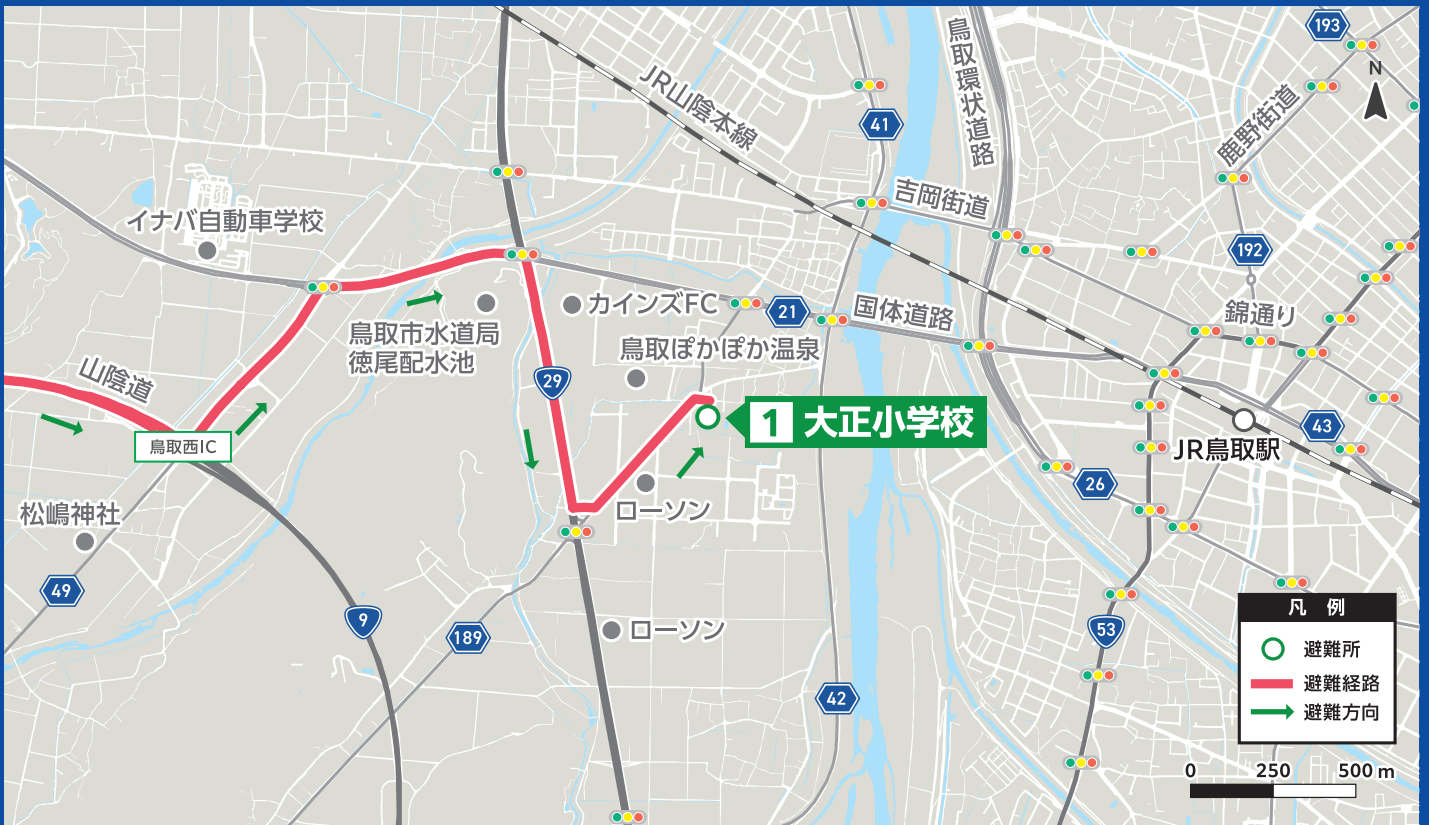 193
N
鳥取環状道路
JR山陰本線
41
鹿野街道
吉岡街道
イナバ自動車学校
192
カインズFC
21
国体道路
錦通り
鳥取市水道局
徳尾配水池
鳥取ぽかぽか温泉
山陰道
29
1 大正小学校
43
JR鳥取駅
鳥取西IC
26
ローソン
松嶋神社
49
9
189
ローソン
53
42
凡 例
避難所
避難経路
避難方向
0 250 500 m